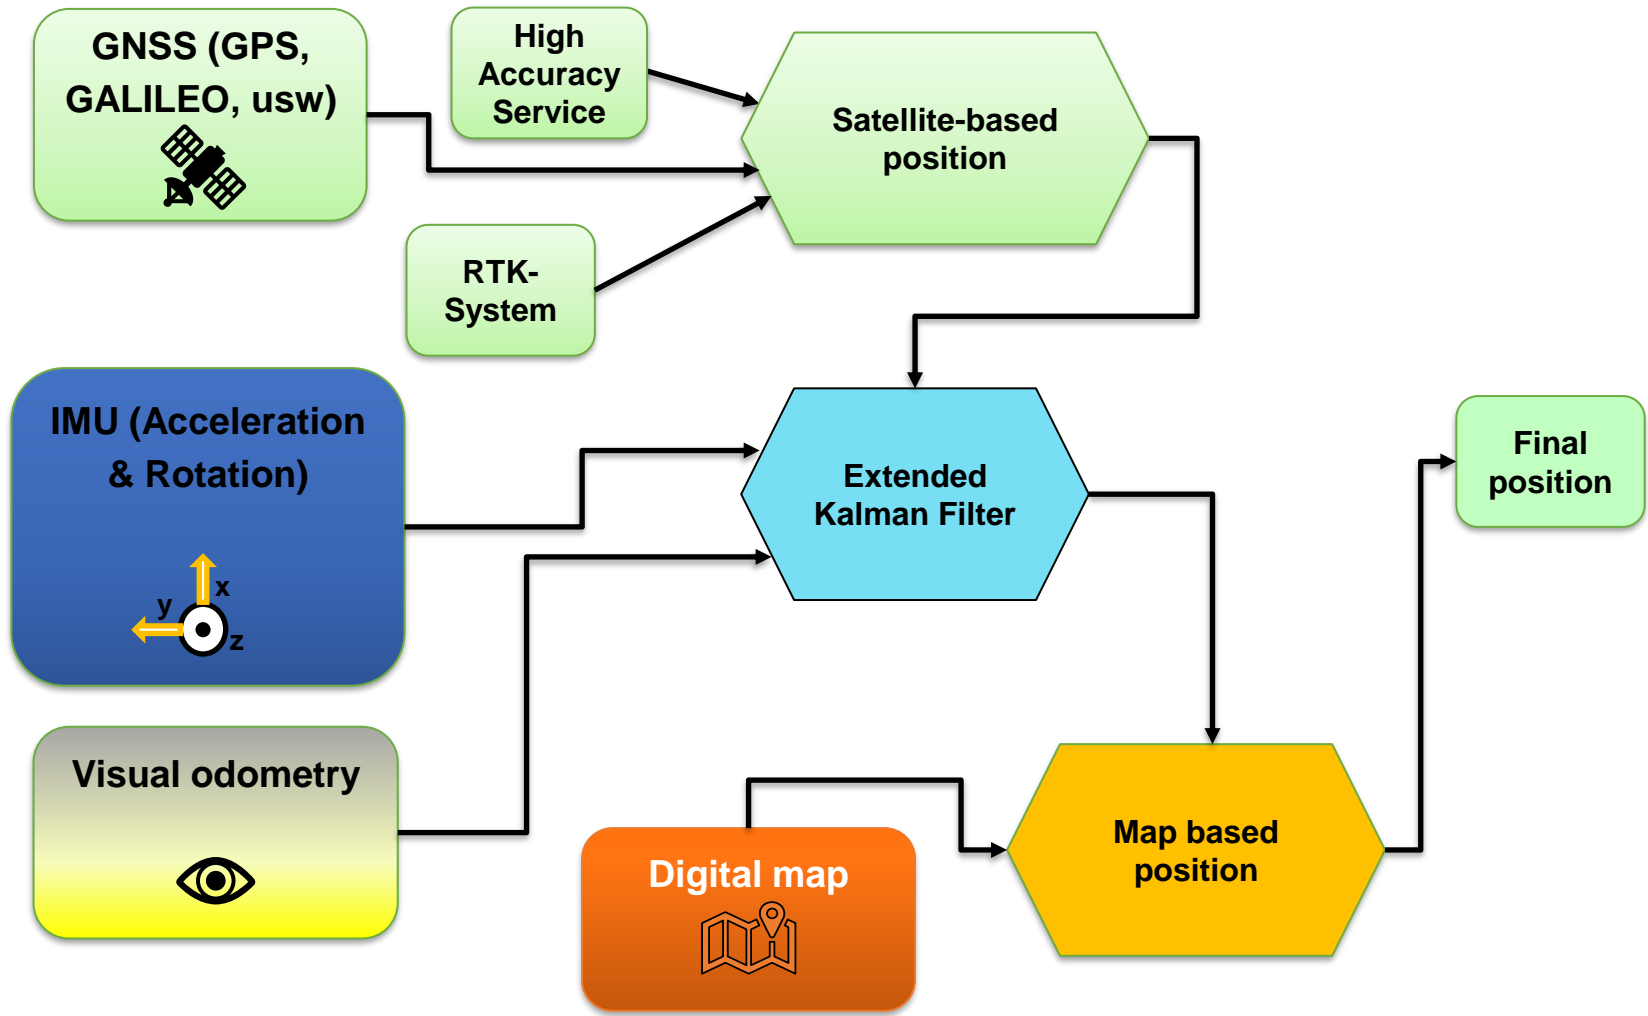 GNSS (GPS,
GALILEO, usw)
High
Accuracy
Service
Satellite-based
position
RTK-
System
IMU (Acceleration
& Rotation)
x
y
z
Extended
Kalman Filter
Final
position
Visual odometry
Digital map
Map based
position